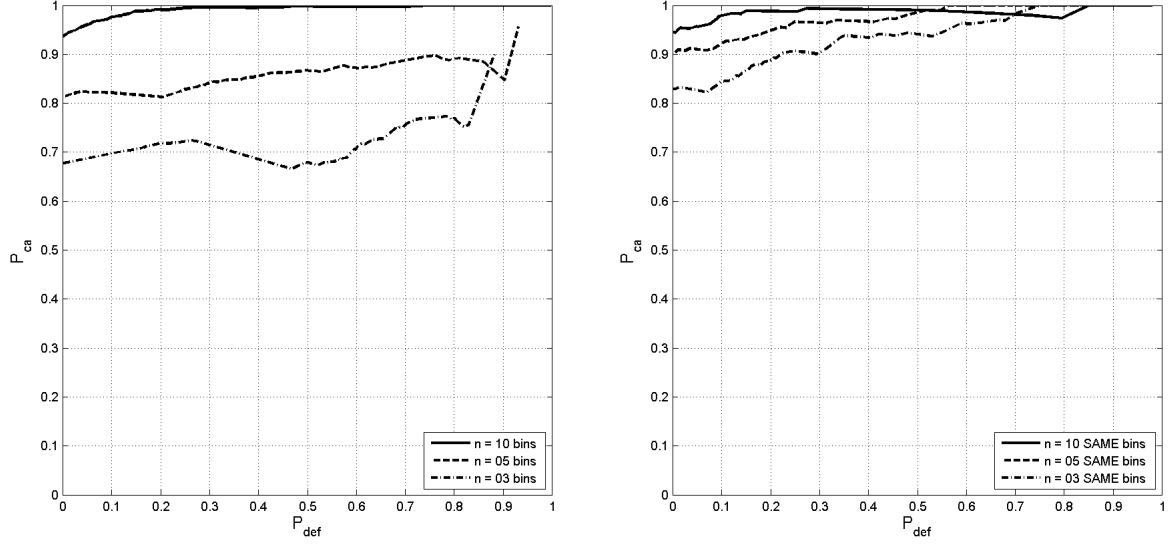 1
0.9
0.8
0.7
0.6
0.5
0.4
0.3
0.2
0.1
0
P_ca
n = 10 bins
n = 05 bins
n = 03 bins
0 0.1 0.2 0.3 0.4 0.5 0.6 0.7 0.8 0.9 1
P_def
1
0.9
0.8
0.7
0.6
0.5
0.4
0.3
0.2
0.1
0
P_ca
n = 10 SAME bins
n = 05 SAME bins
n = 03 SAME bins
0 0.1 0.2 0.3 0.4 0.5 0.6 0.7 0.8 0.9 1
P_def